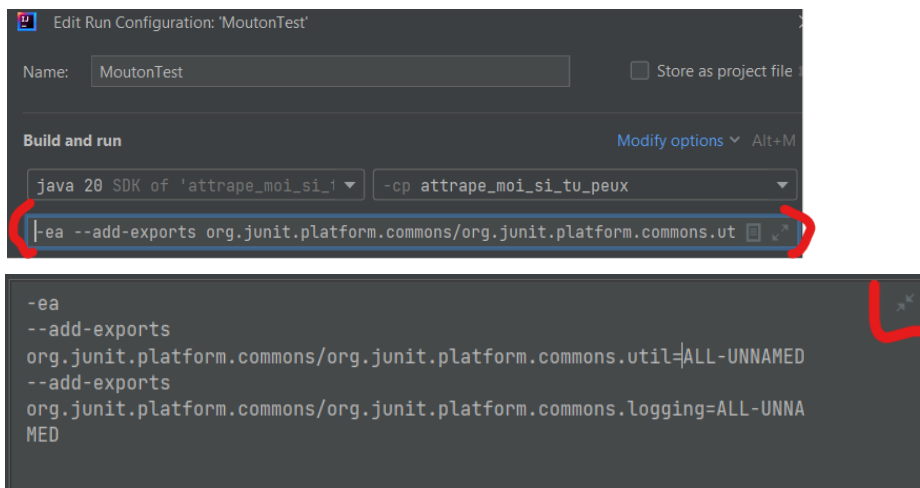 Edit Run Configuration: 'MoutonTest'
Name: MoutonTest Store as project file
Build and run Modify options Alt+M
java 20 SDK of 'attrape_moi_si_t -cp attrape_moi_si_tu_peux
-ea --add-exports org.junit.platform.commons/org.junit.platform.commons.ut
-ea
--add-exports
org.junit.platform.commons/org.junit.platform.commons.util=ALL-UNNAMED
--add-exports
org.junit.platform.commons/org.junit.platform.commons.logging=ALL-UNNA
MED